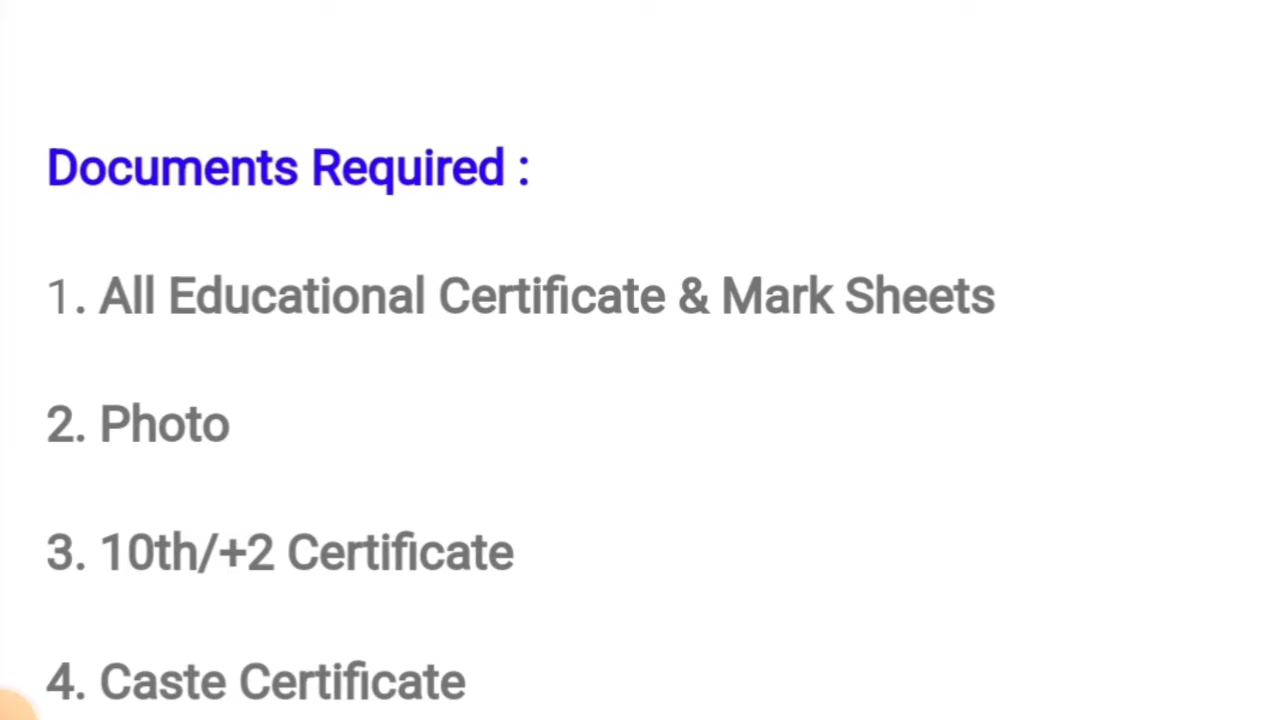 Documents Required :
1. All Educational Certificate & Mark Sheets
2. Photo
3. 10th/+2 Certificate
4. Caste Certificate